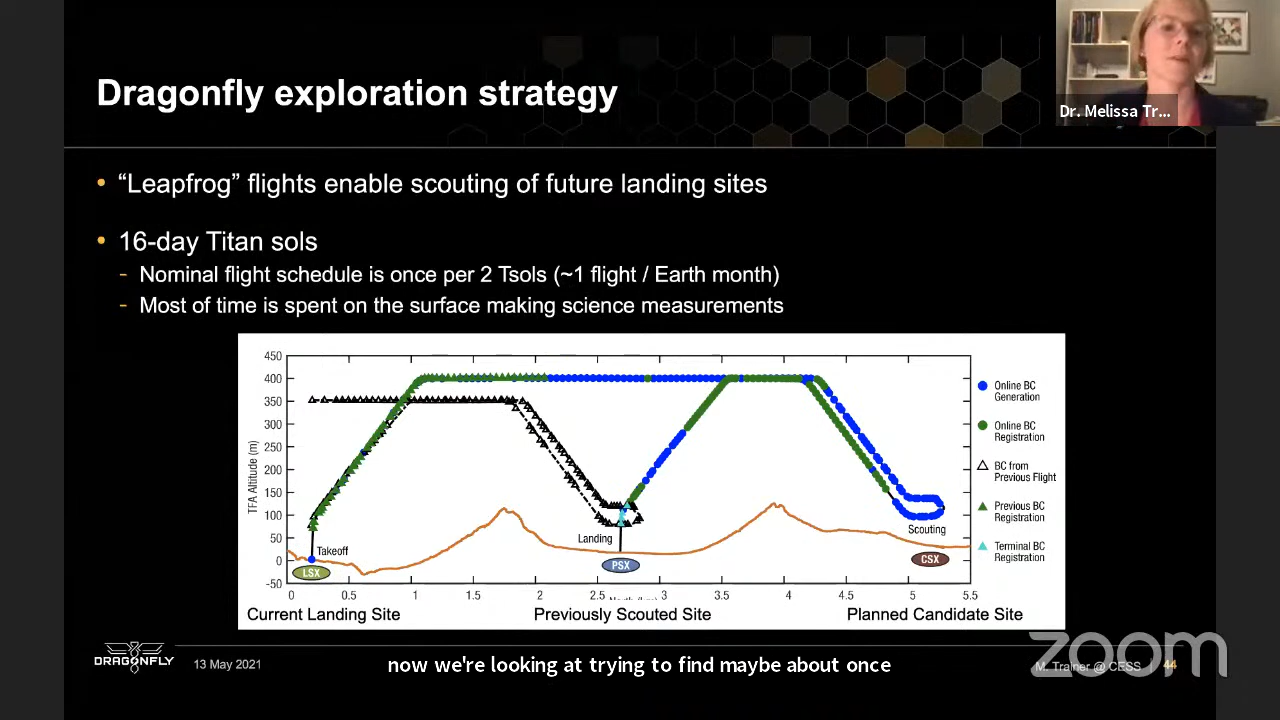 Dragonfly exploration strategy
Dr. Melissa Tr...
• “Leapfrog” flights enable scouting of future landing sites
• 16-day Titan sols
- Nominal flight schedule is once per 2 Tsols (~1 flight / Earth month)
- Most of time is spent on the surface making science measurements
TFA Altitude (m)
450
400
350
300
250
200
150
100
50
0
-50
0 0.5 1 1.5 2 2.5 3 3.5 4 4.5 5 5.5
Takeoff
LSX
Landing
PSX
Scouting
CSX
Online BC
Generation
Online BC
Registration
BC from
Previous Flight
Previous BC
Registration
Terminal BC
Registration
Current Landing Site
Previously Scouted Site
Planned Candidate Site
DRAGONFLY
13 May 2021
now we're looking at trying to find maybe about once
M. Trainer @ CESS | 44
zoom